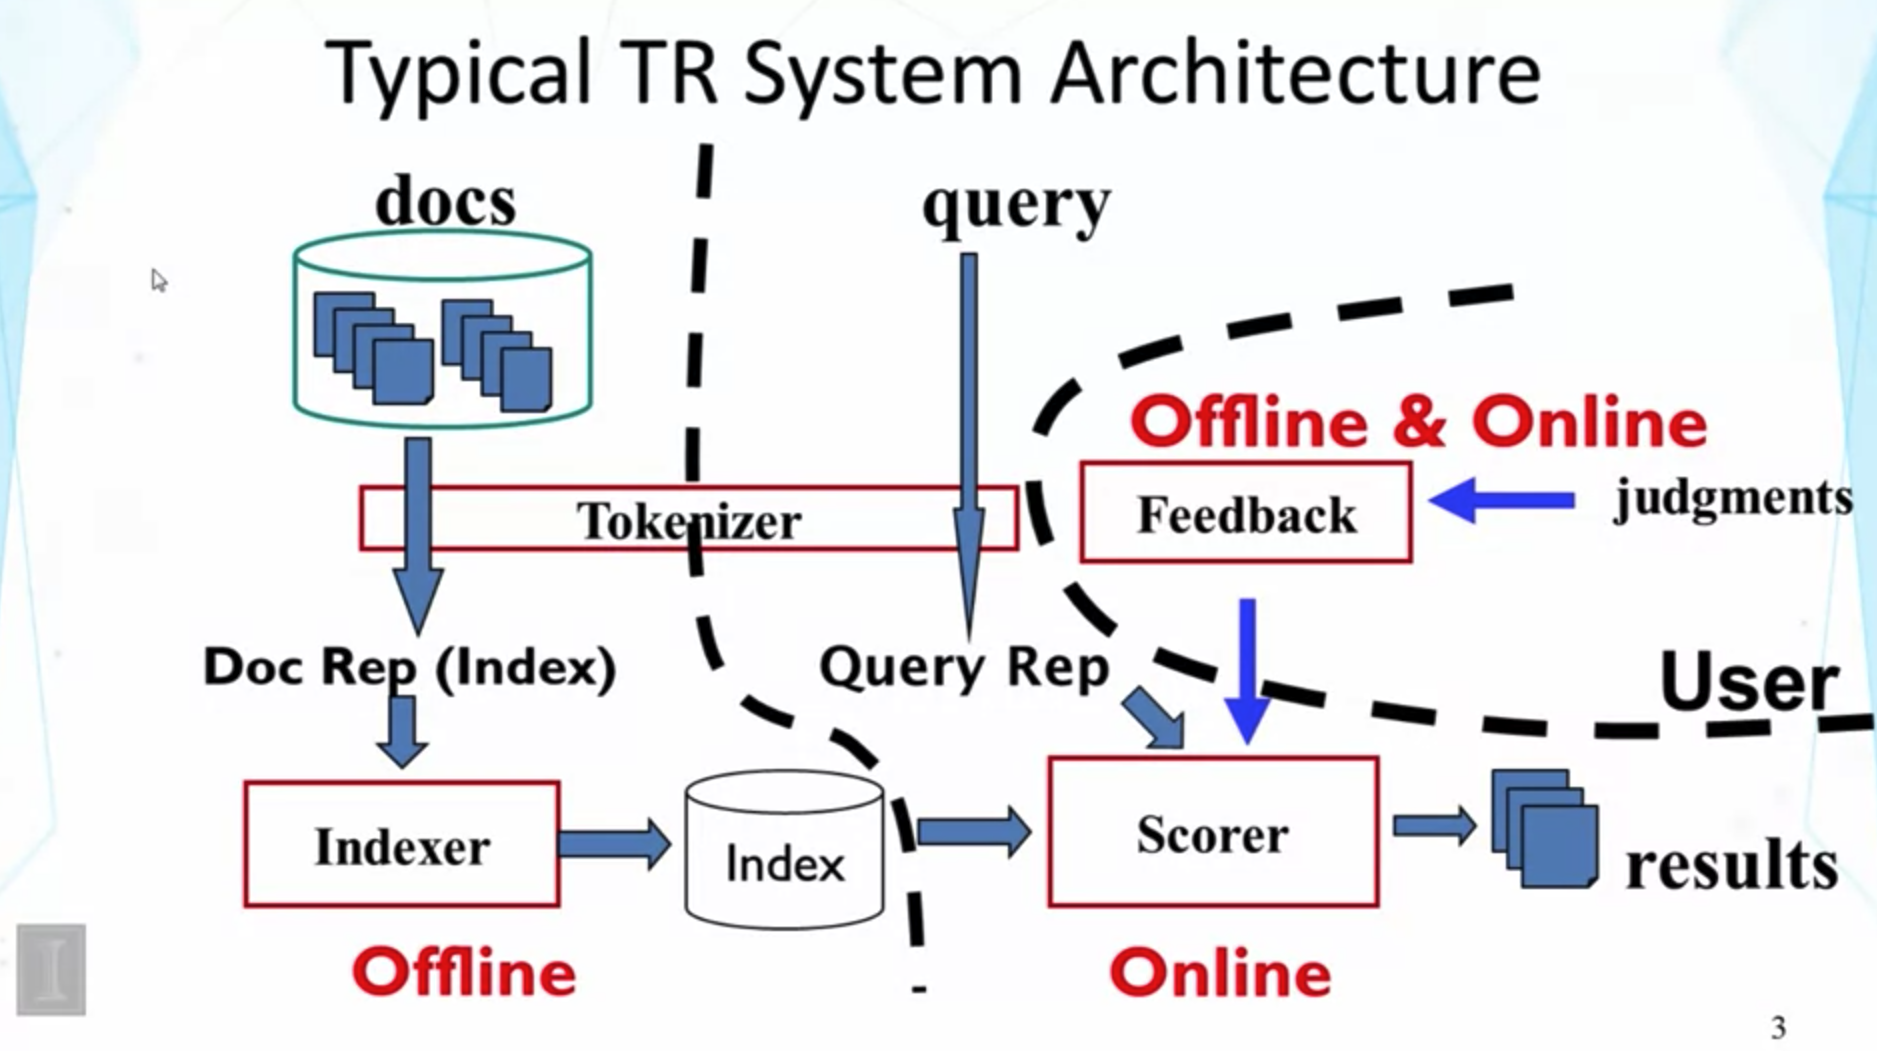 Typical TR System Architecture
docs
query
Offline & Online
Tokenizer
Feedback
judgments
Doc Rep (Index)
Query Rep
User
Indexer
Index
Scorer
results
Offline
Online
I
3